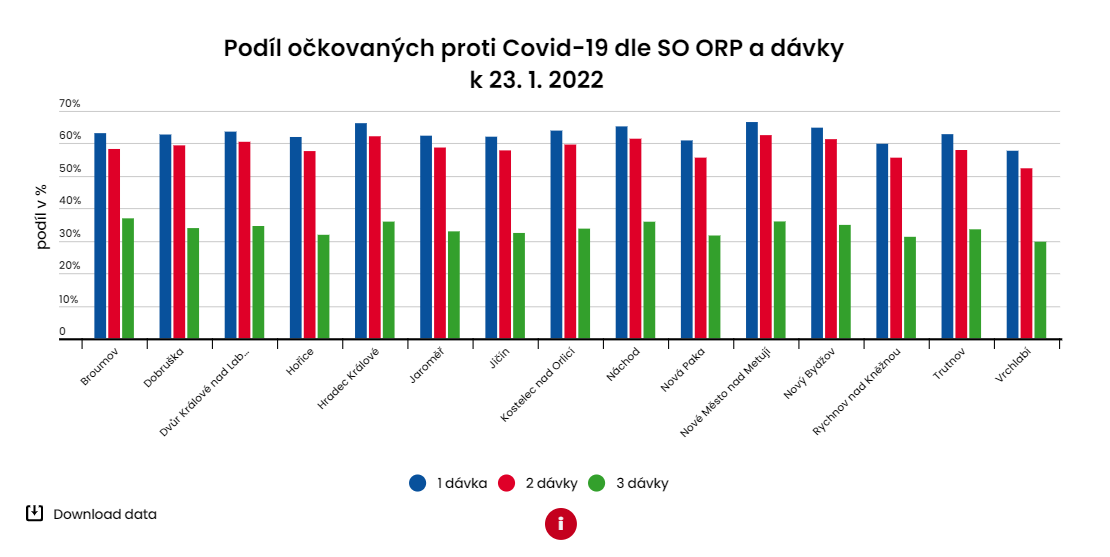 Podíl očkovaných proti Covid-19 dle SO ORP a dávky
k 23. 1. 2022
70%
60%
50%
40%
30%
20%
10%
0
podíl v %
Broumov
Dobruška
Dvůr Králové nad Lab...
Hořice
Hradec Králové
Jaroměř
Jičín
Kostelec nad Orlicí
Náchod
Nová Paka
Nové Město nad Metují
Nový Bydžov
Rychnov nad Kněžnou
Trutnov
Vrchlabí
1 dávka 2 dávky 3 dávky
Download data
i